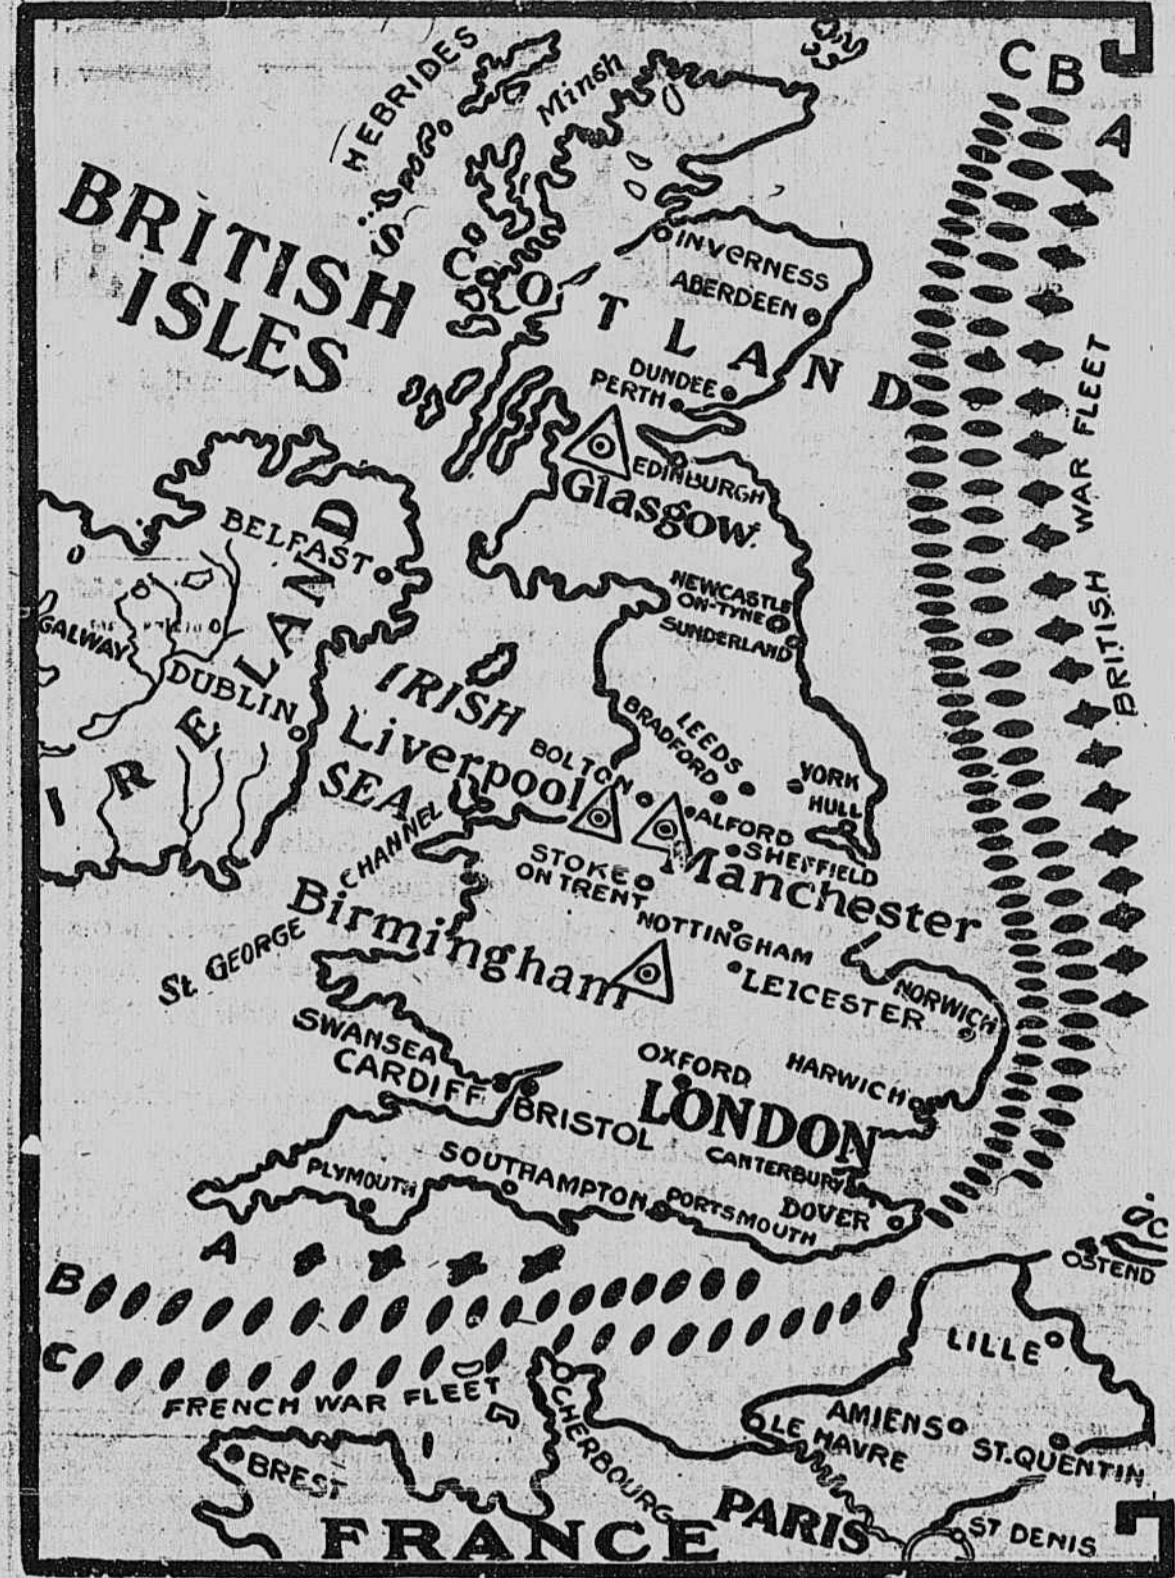 HEBRIDES
Minsh
C B
A
BRITISH
ISLES
SCOTLAND
INVERNESS
ABERDEEN
DUNDEE
PERTH
EDINBURGH
Glasgow
BRITISH WAR FLEET
BELFAST
IRELAND
GALWAY
DUBLIN
NEWCASTLE
ON-TYNE
SUNDERLAND
IRISH
SEA
Liverpool
BOLTON
BRADFORD
LEEDS
YORK
HULL
ALFORD
SHEFFIELD
Manchester
STOKE
ON TRENT
St GEORGE CHANNEL
Birmingham
NOTTINGHAM
LEICESTER
NORWICH
SWANSEA
CARDIFF
BRISTOL
OXFORD
HARWICH
LONDON
CANTERBURY
DOVER
PLYMOUTH
SOUTHAMPTON
PORTSMOUTH
A
B
C
FRENCH WAR FLEET
OSTEND
LILLE
AMIENS
ST. QUENTIN
LE HAVRE
CHERBOURG
BREST
FRANCE
PARIS
ST DENIS